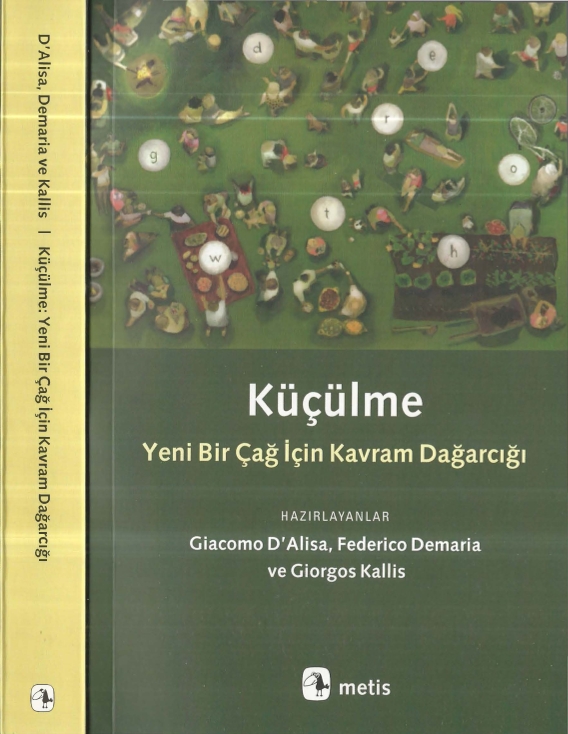 D'Alisa, Demaria ve Kallis | Küçülme: Yeni Bir Çağ İçin Kavram Dağarcığı
d
e
r
g
o
t
w
h
Küçülme
Yeni Bir Çağ İçin Kavram Dağarcığı
HAZIRLAYANLAR
Giacomo D'Alisa, Federico Demaria
ve Giorgos Kallis
metis